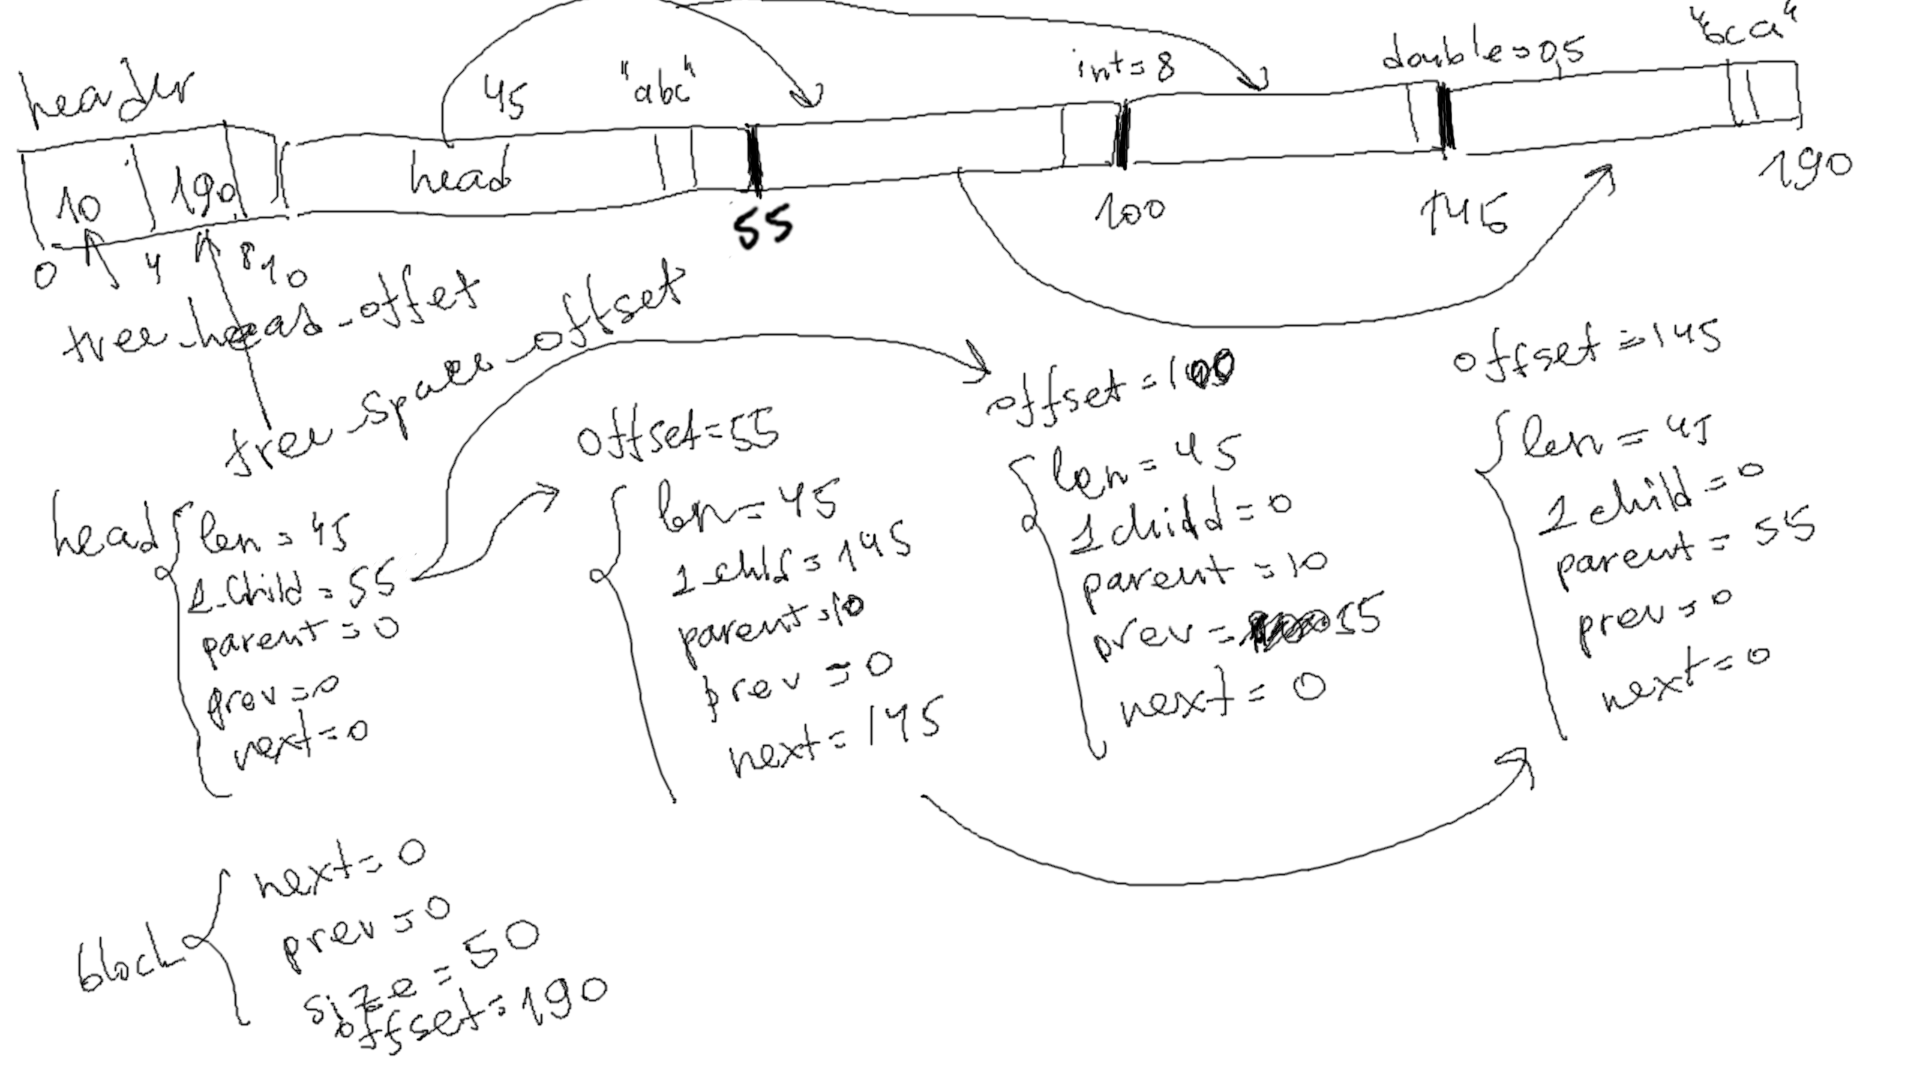 header
45
"abc"
int=8
double=0,5
"bca"
10
190
head
0
4
8
10
55
100
145
190
tree_head_offet
free_space_offset
head
len = 45
1_Child = 55
parent = 0
prev = 0
next = 0
offset=55
len = 45
1_child = 145
parent=10
prev = 0
next = 145
offset=100
len = 45
1child = 0
parent = 10
prev = 55
next = 0
offset=145
len = 45
1 child = 0
parent = 55
prev=0
next=0
block
next=0
prev=0
size=50
offset=190